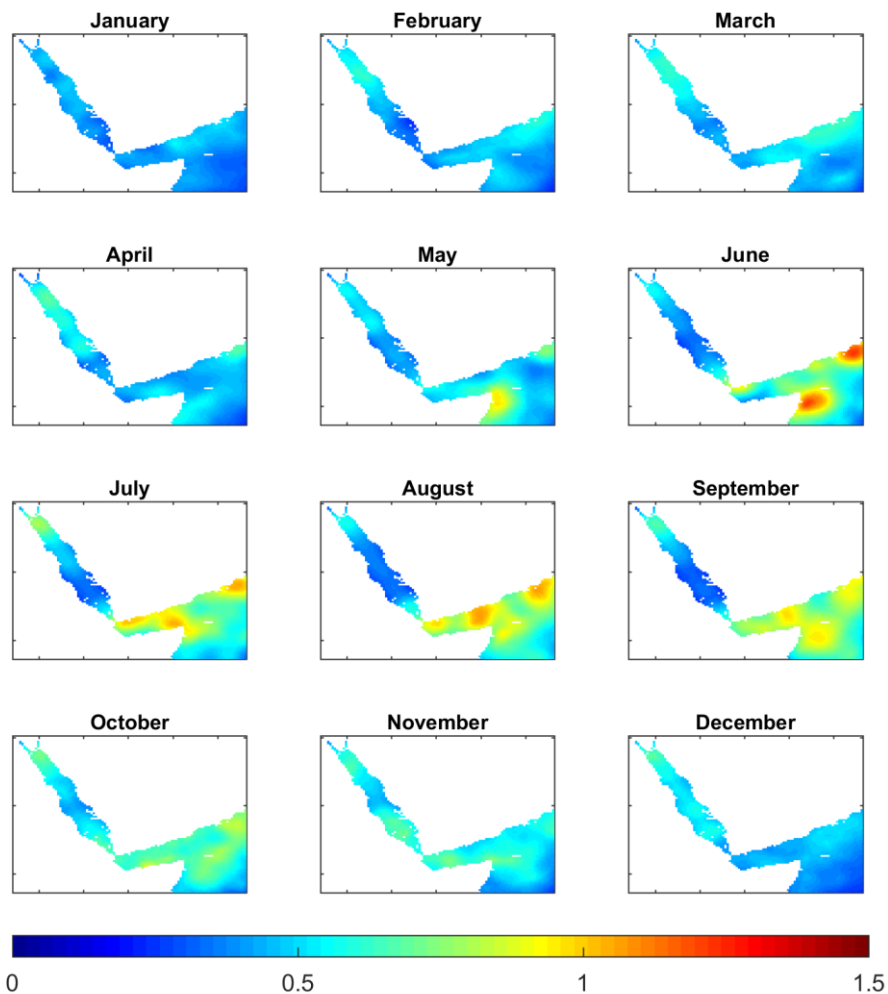 January
February
March
April
May
June
July
August
September
October
November
December
0
0.5
1
1.5